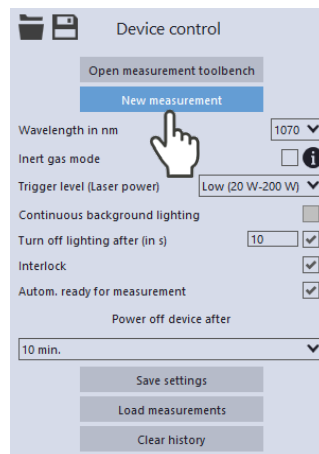 Device control
Open measurement toolbench
New measurement
Wavelength in nm 1070
Inert gas mode i
Trigger level (Laser power) Low (20 W-200 W)
Continuous background lighting
Turn off lighting after (in s) 10
Interlock
Autom. ready for measurement
Power off device after
10 min.
Save settings
Load measurements
Clear history